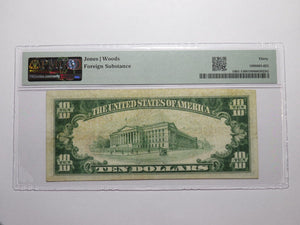 Jones | Woods
Foreign Substance
Thirty
10 THE UNITED STATES OF AMERICA 10
10 TEN DOLLARS 10